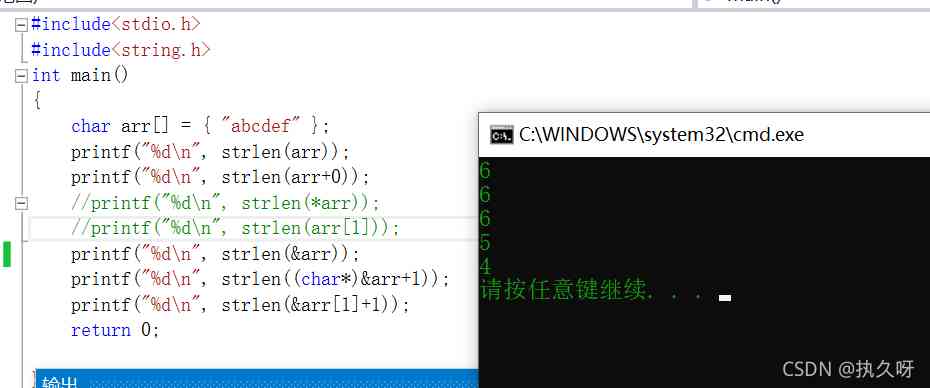 #include<stdio.h>
#include<string.h>
int main()
{
char arr[] = { "abcdef" };
printf("%d\n", strlen(arr));
printf("%d\n", strlen(arr+0));
//printf("%d\n", strlen(*arr));
//printf("%d\n", strlen(arr[1]));
printf("%d\n", strlen(&arr));
printf("%d\n", strlen((char*)&arr+1));
printf("%d\n", strlen(&arr[1]+1));
return 0;
输出
C:\WINDOWS\system32\cmd.exe
6
6
6
5
4
请按任意键继续. . .
CSDN @执久呀